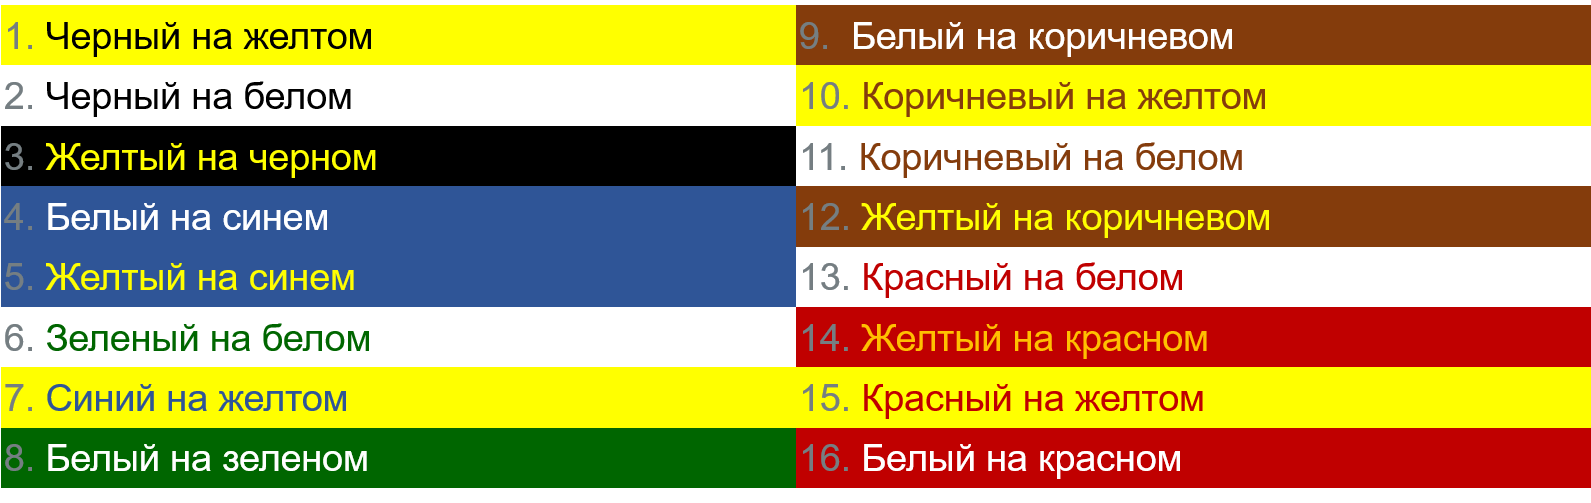 1. Черный на желтом
2. Черный на белом
3. Желтый на черном
4. Белый на синем
5. Желтый на синем
6. Зеленый на белом
7. Синий на желтом
8. Белый на зеленом
9. Белый на коричневом
10. Коричневый на желтом
11. Коричневый на белом
12. Желтый на коричневом
13. Красный на белом
14. Желтый на красном
15. Красный на желтом
16. Белый на красном